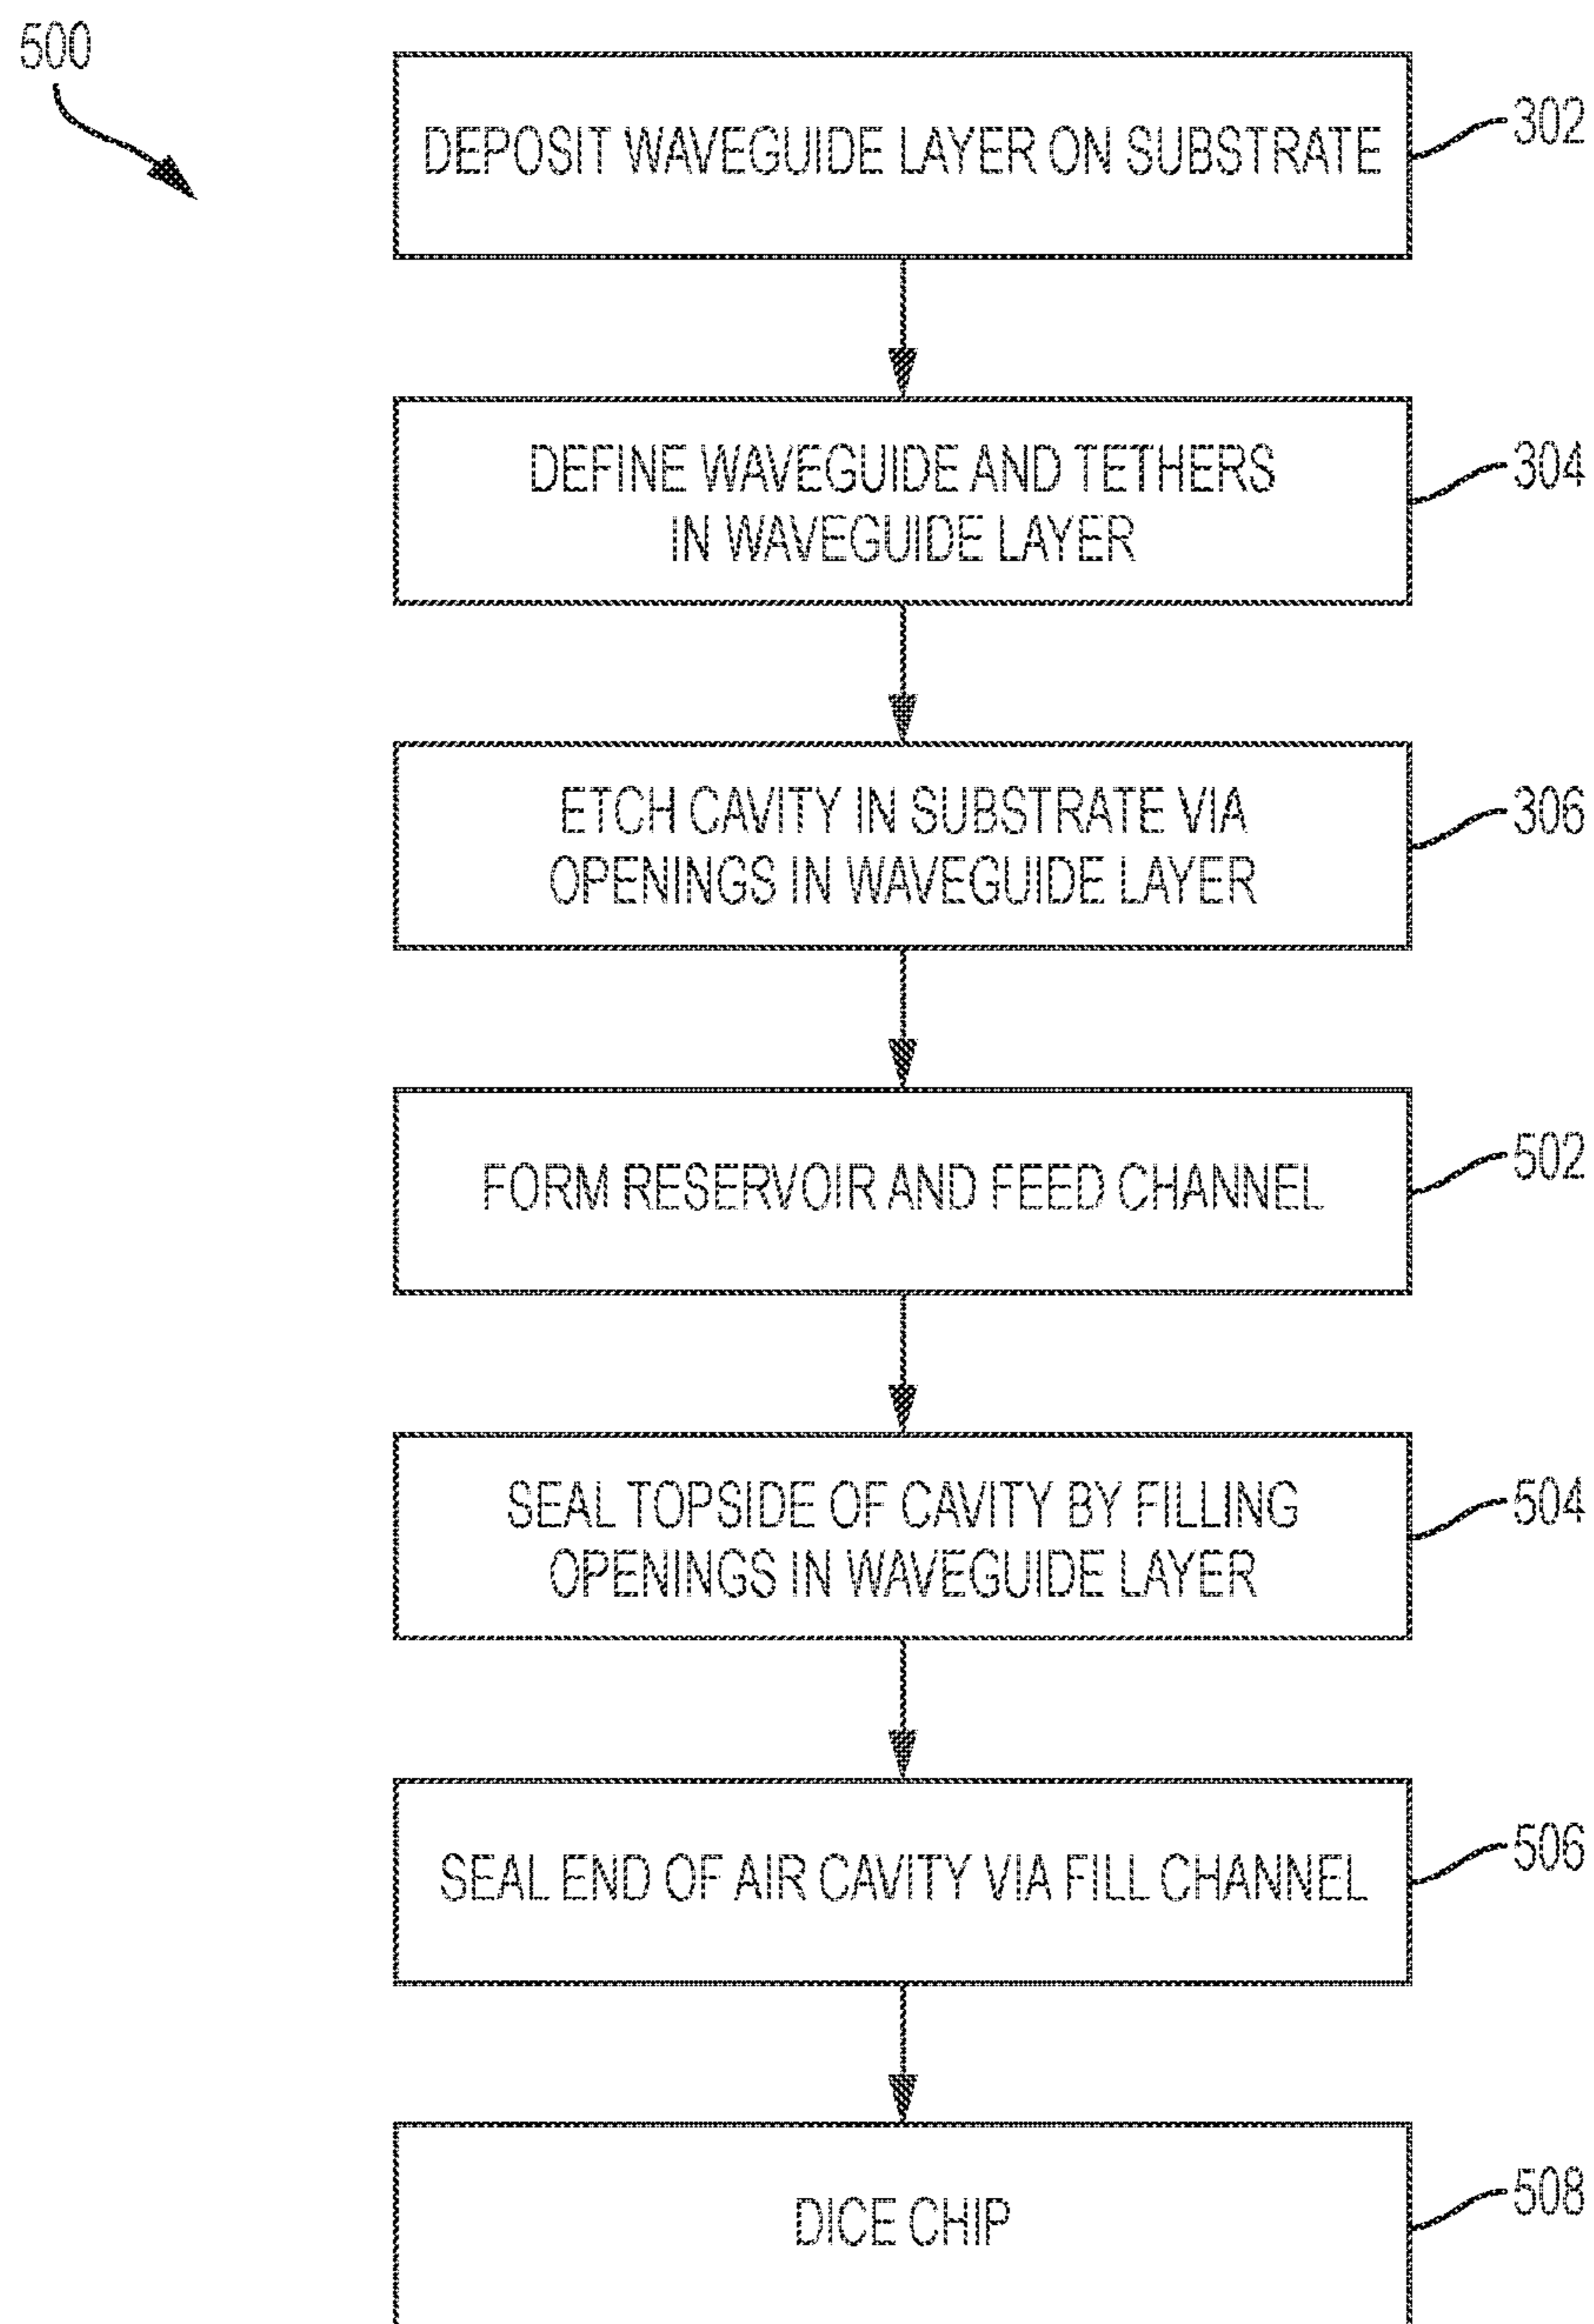 500
DEPOSIT WAVEGUIDE LAYER ON SUBSTRATE
302
DEFINE WAVEGUIDE AND TETHERS
IN WAVEGUIDE LAYER
304
ETCH CAVITY IN SUBSTRATE VIA
OPENINGS IN WAVEGUIDE LAYER
306
FORM RESERVOIR AND FEED CHANNEL
502
SEAL TOPSIDE OF CAVITY BY FILLING
OPENINGS IN WAVEGUIDE LAYER
504
SEAL END OF AIR CAVITY VIA FILL CHANNEL
506
DICE CHIP
508